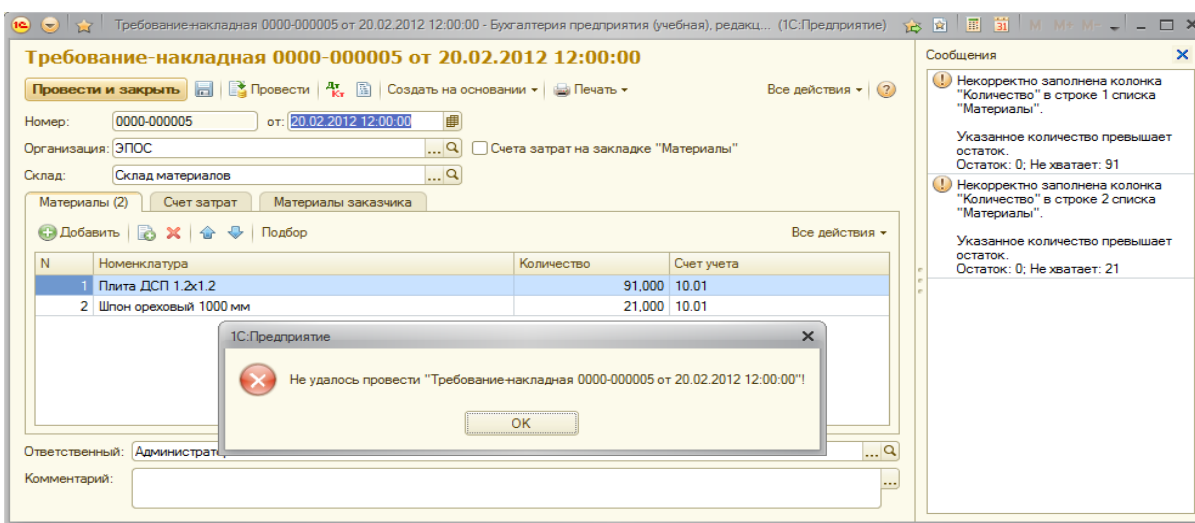 Требование-накладная 0000-000005 от 20.02.2012 12:00:00 - Бухгалтерия предприятия (учебная), редакц... (1С:Предприятие)
M M+ M-
Требование-накладная 0000-000005 от 20.02.2012 12:00:00
Провести и закрыть Провести Дт Кт Создать на основании Печать Все действия ?
Номер: 0000-000005 от: 20.02.2012 12:00:00
Организация: ЭПОС ... Счета затрат на закладке "Материалы"
Склад: Склад материалов ...
Материалы (2) Счет затрат Материалы заказчика
Добавить Подбор Все действия
N Номенклатура Количество Счет учета
1 Плита ДСП 1.2x1.2 91,000 10.01
2 Шпон ореховый 1000 мм 21,000 10.01
1С:Предприятие
Не удалось провести "Требование-накладная 0000-000005 от 20.02.2012 12:00:00"!
OK
Ответственный: Администрато ...
Комментарий: ...
Сообщения
Некорректно заполнена колонка
"Количество" в строке 1 списка
"Материалы".
Указанное количество превышает
остаток.
Остаток: 0; Не хватает: 91
Некорректно заполнена колонка
"Количество" в строке 2 списка
"Материалы".
Указанное количество превышает
остаток.
Остаток: 0; Не хватает: 21